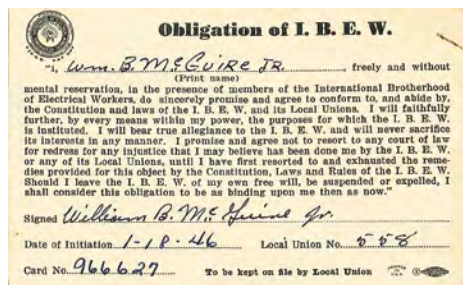 Obligation of I. B. E. W.
"I, Wm. B. McGuire Jr. freely and without
(Print name)
mental reservation, in the presence of members of the International Brotherhood
of Electrical Workers, do sincerely promise and agree to conform to, and abide by,
the Constitution and laws of the I. B. E. W. and its Local Unions. I will faithfully
further, by every means within my power, the purposes for which the I. B. E. W.
is instituted. I will bear true allegiance to the I. B. E. W. and will never sacrifice
its interests in any manner. I promise and agree not to resort to any court of law
for redress for any injustice that I may believe has been done me by the I. B. E. W.
or any of its Local Unions, until I have first resorted to and exhausted the reme-
dies provided for this object by the Constitution, Laws and Rules of the I. B. E. W.
Should I leave the I. B. E. W. of my own free will, be suspended or expelled, I
shall consider this obligation to be as binding upon me then as now."
Signed William B. McGuire Jr.
Date of Initiation 1-18-46 Local Union No. 558
Card No. 966627 To be kept on file by Local Union